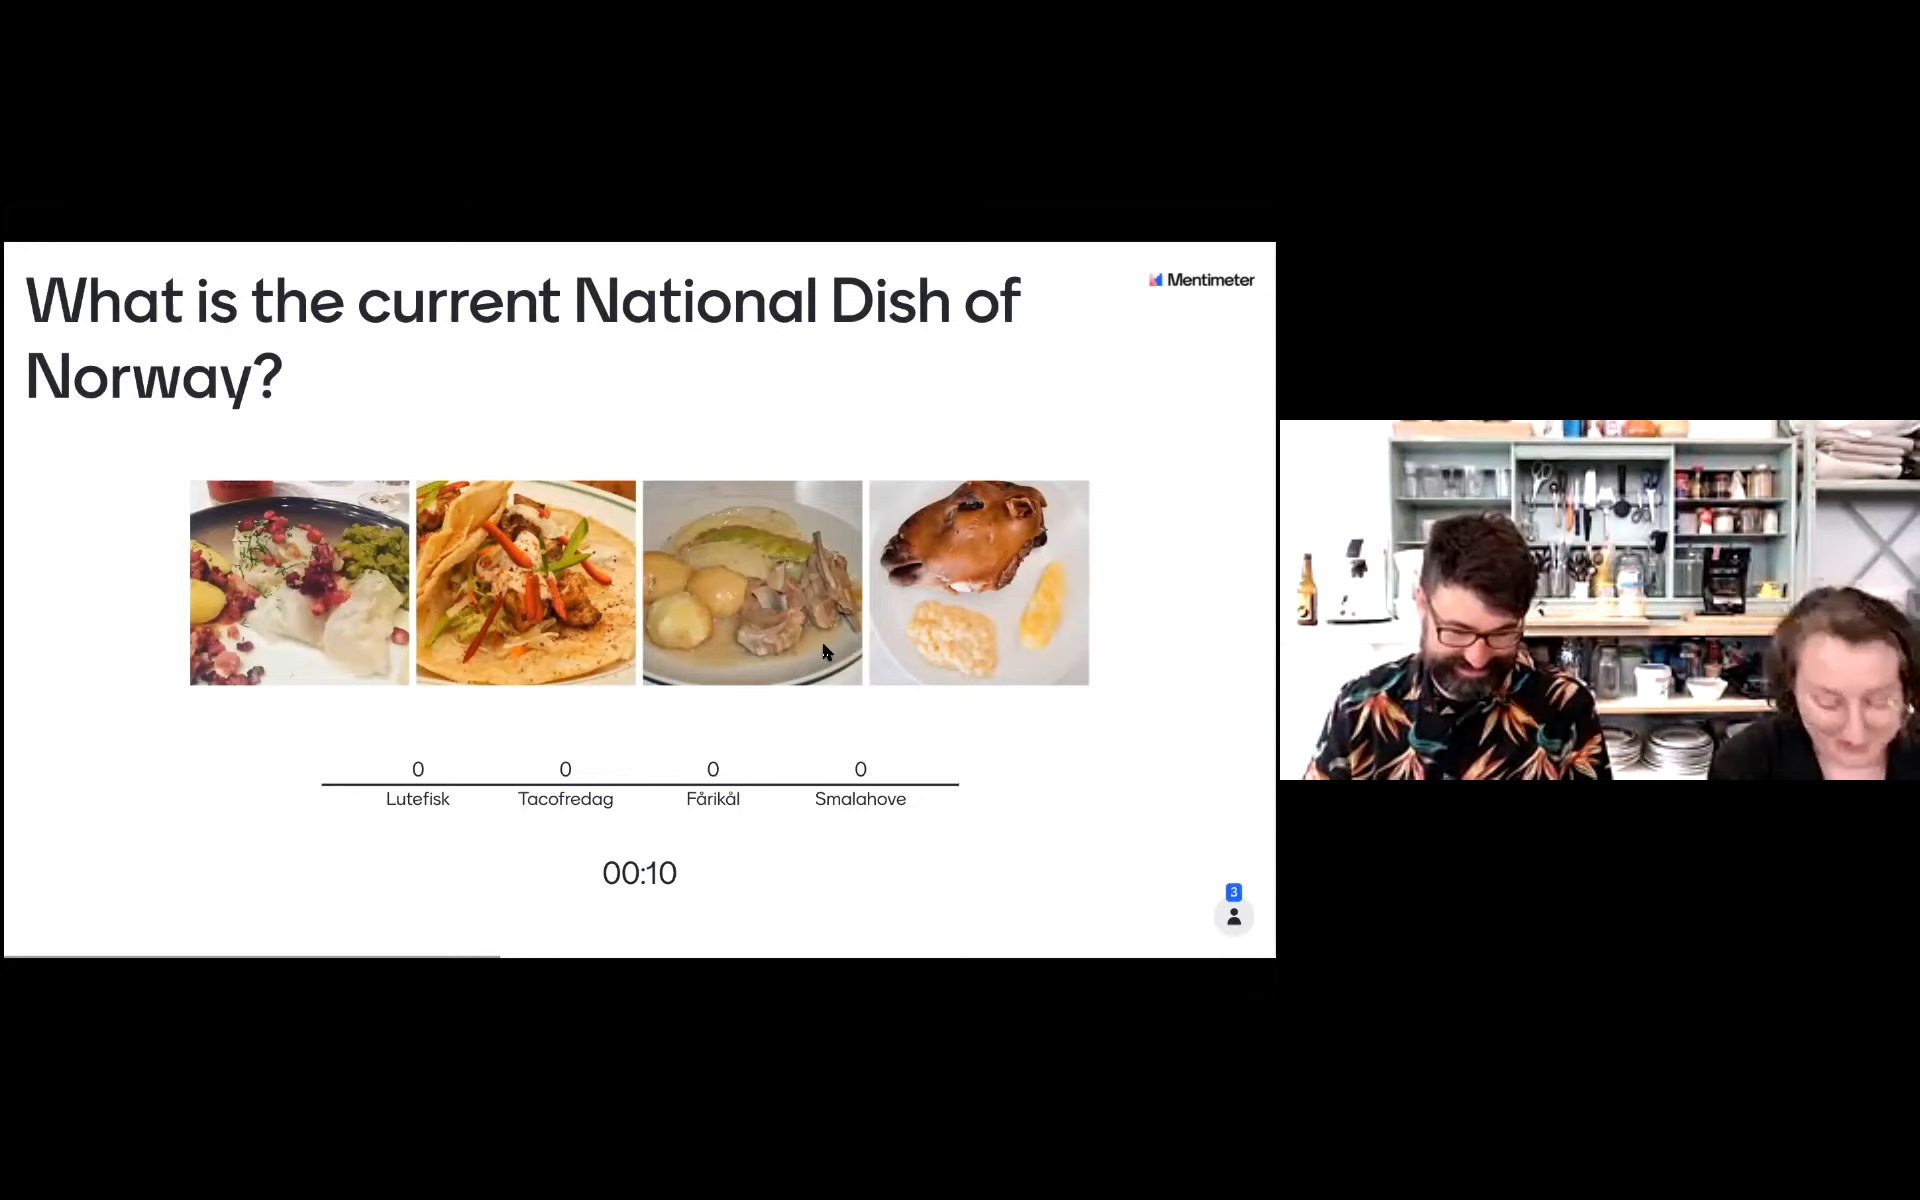 What is the current National Dish of
Norway?
Mentimeter
0 0 0 0
Lutefisk Tacofredag Fårikål Smalahove
00:10
3